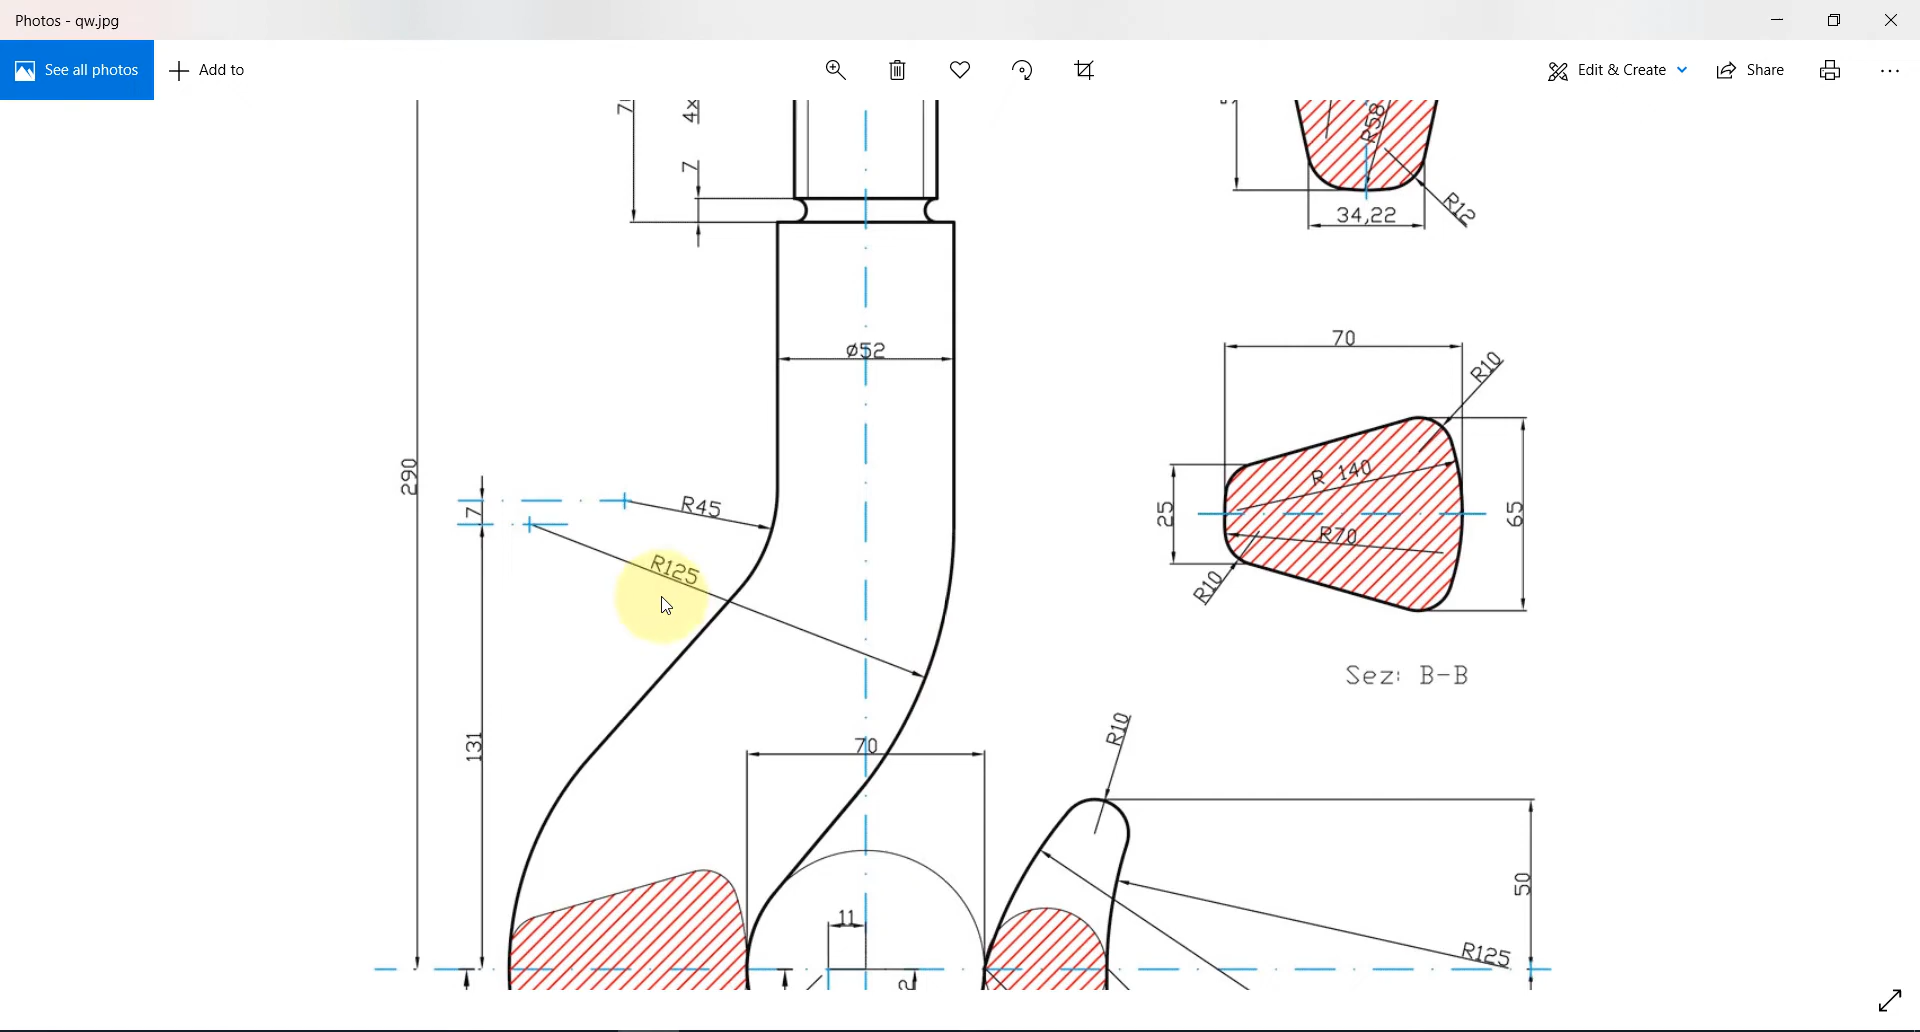 Photos - qw.jpg
See all photos
Add to
Edit & Create
Share
4x
7
R58
R12
34,22
ø52
70
R10
290
R45
7
R 140
25
65
R70
R125
R10
Sez: B-B
R10
131
70
50
11
R125